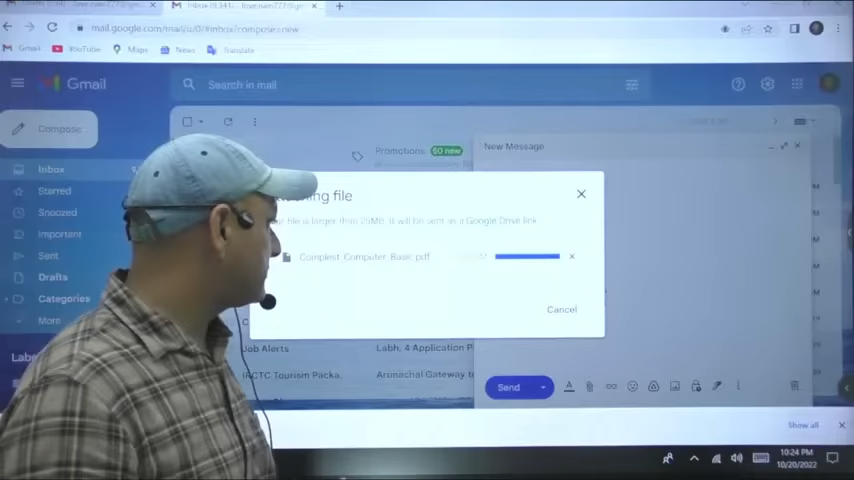 mail.google.com/mail/u/0/#inbox/compose:new
Gmail
YouTube
Maps
News
Translate
Gmail
Search in mail
Compose
Promotions
60 new
New Message
Inbox
Starred
Snoozed
Important
Sent
Drafts
Categories
More
file
file is larger than 25MB. It will be sent as a Google Drive link
Complest Computer Basic.pdf
Cancel
Job Alerts
Labh, 4 Application P
IRCTC Tourism Packa.
Arunachal Gateway to
Send
Show all
10:24 PM
10/20/2022